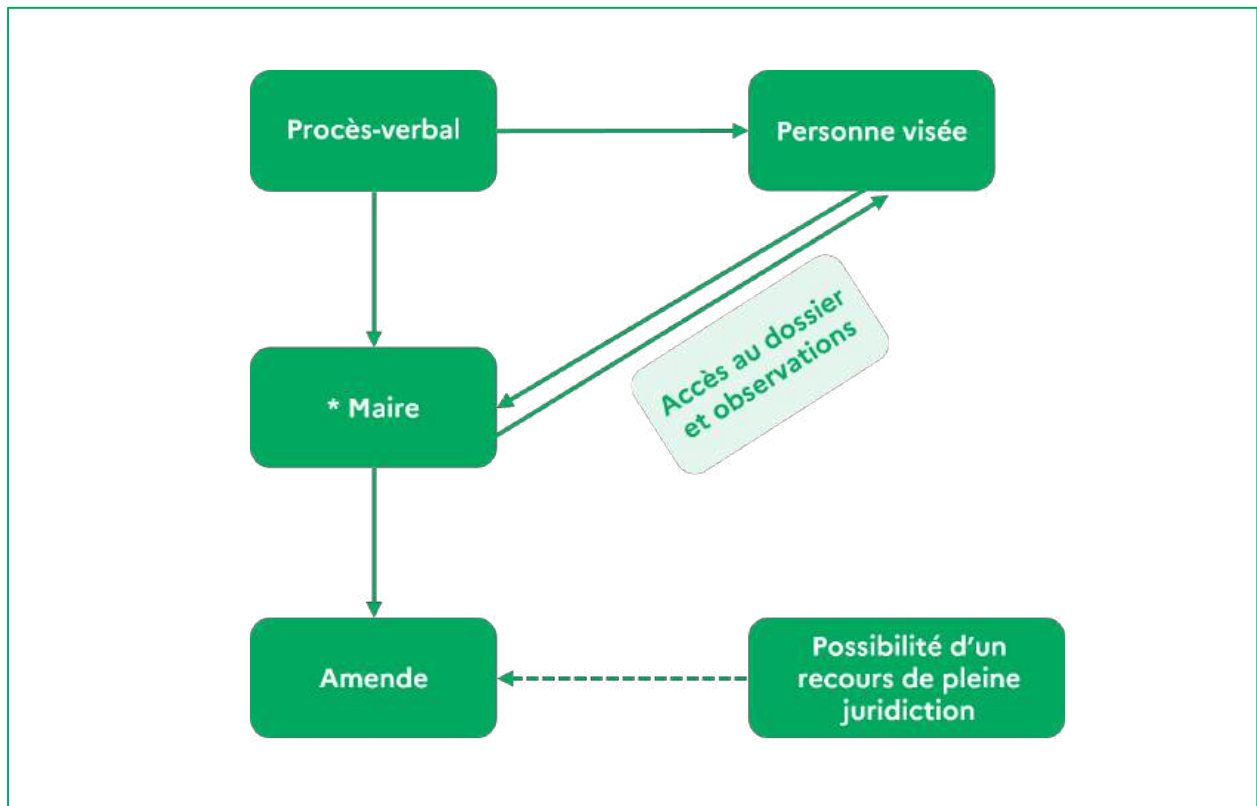 Procès-verbal
Personne visée
Accès au dossier
et observations
* Maire
Amende
Possibilité d’un
recours de pleine
juridiction